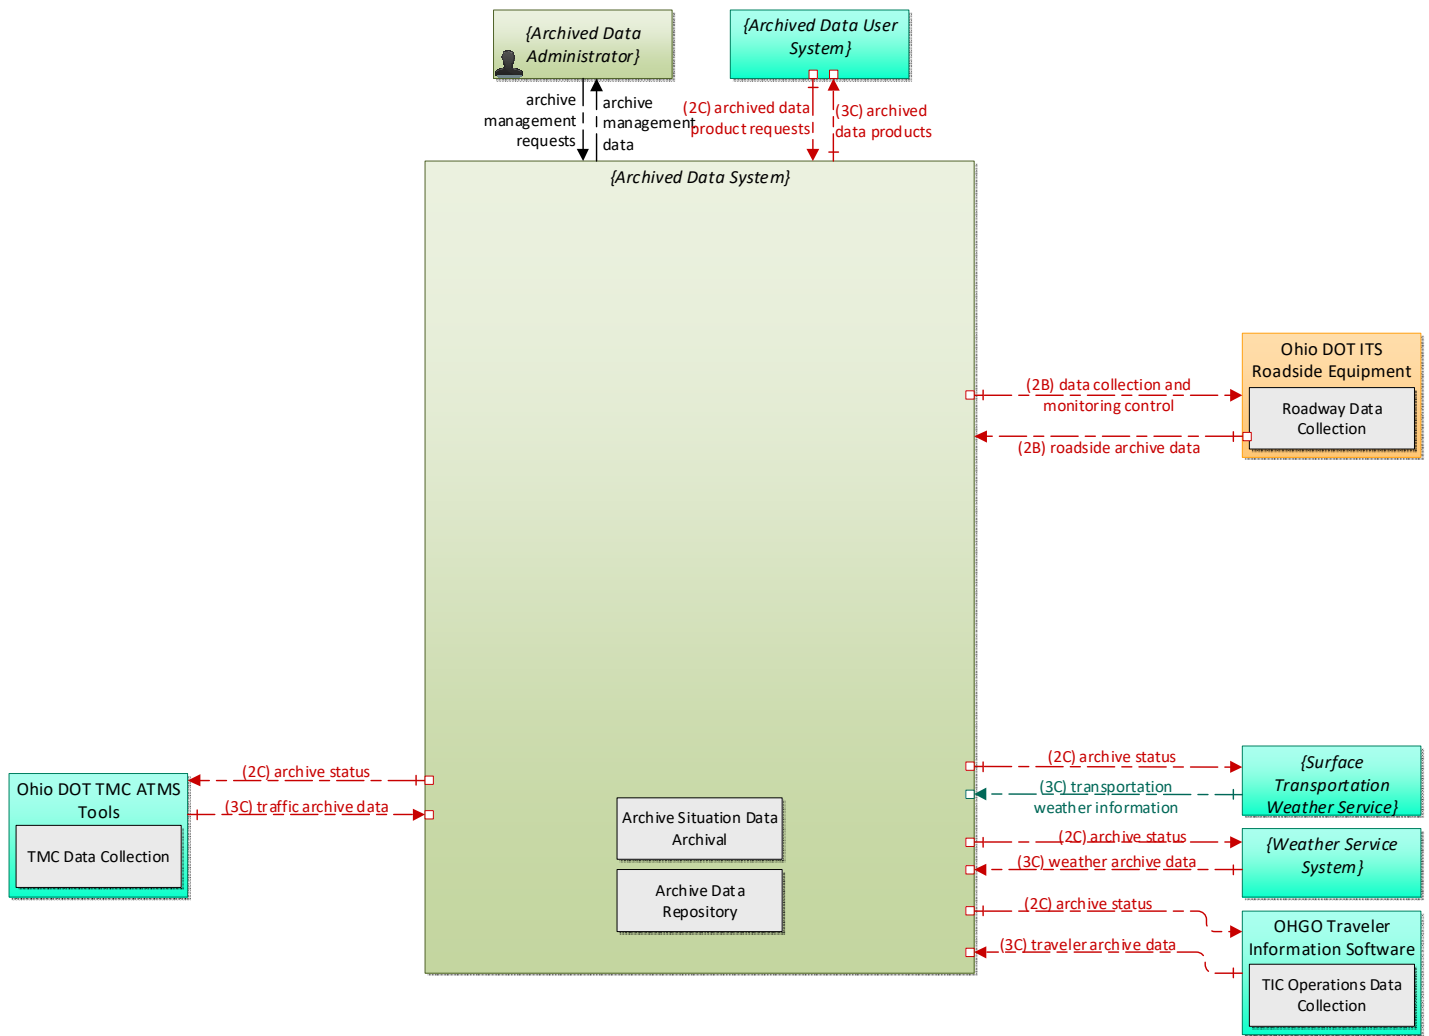 {Archived Data
Administrator}
{Archived Data User
System}
archive
management
requests
archive
management
data
(2C) archived data
product requests
(3C) archived
data products
{Archived Data System}
Ohio DOT ITS
Roadside Equipment
Roadway Data
Collection
(2B) data collection and
monitoring control
(2B) roadside archive data
(2C) archive status
(3C) traffic archive data
Ohio DOT TMC ATMS
Tools
TMC Data Collection
Archive Situation Data
Archival
Archive Data
Repository
(2C) archive status
(3C) transportation
weather information
{Surface
Transportation
Weather Service}
(2C) archive status
(3C) weather archive data
{Weather Service
System}
(2C) archive status
(3C) traveler archive data
OHGO Traveler
Information Software
TIC Operations Data
Collection